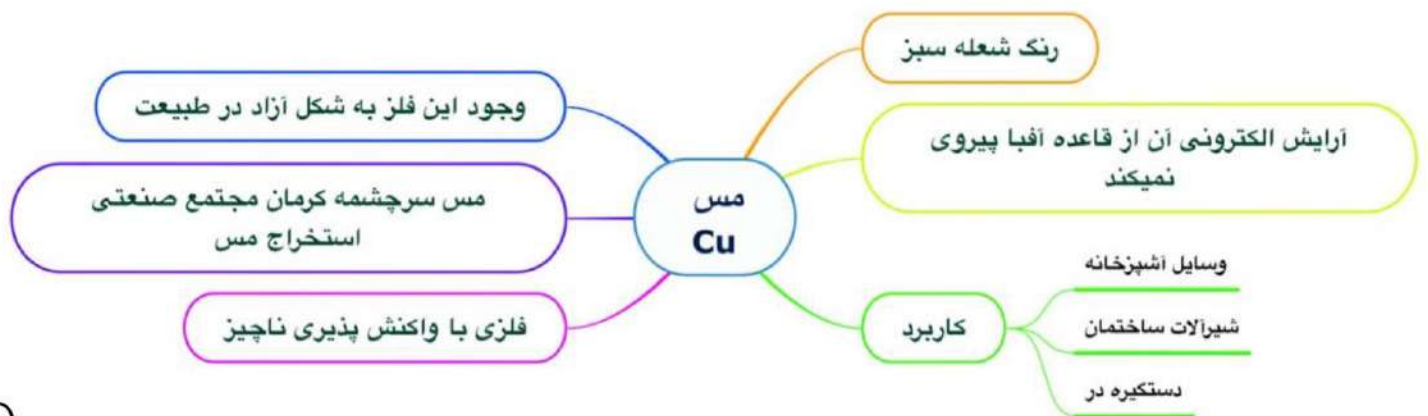 رنگ شعله سبز
آرایش الکترونی آن از قاعده آفبا پیروی
نمیکند
وجود این فلز به شکل آزاد در طبیعت
مس سرچشمه کرمان مجتمع صنعتی
استخراج مس
فلزی با واکنش پذیری ناچیز
مس
Cu
کاربرد
وسایل آشپزخانه
شیرآلات ساختمان
دستگیره در